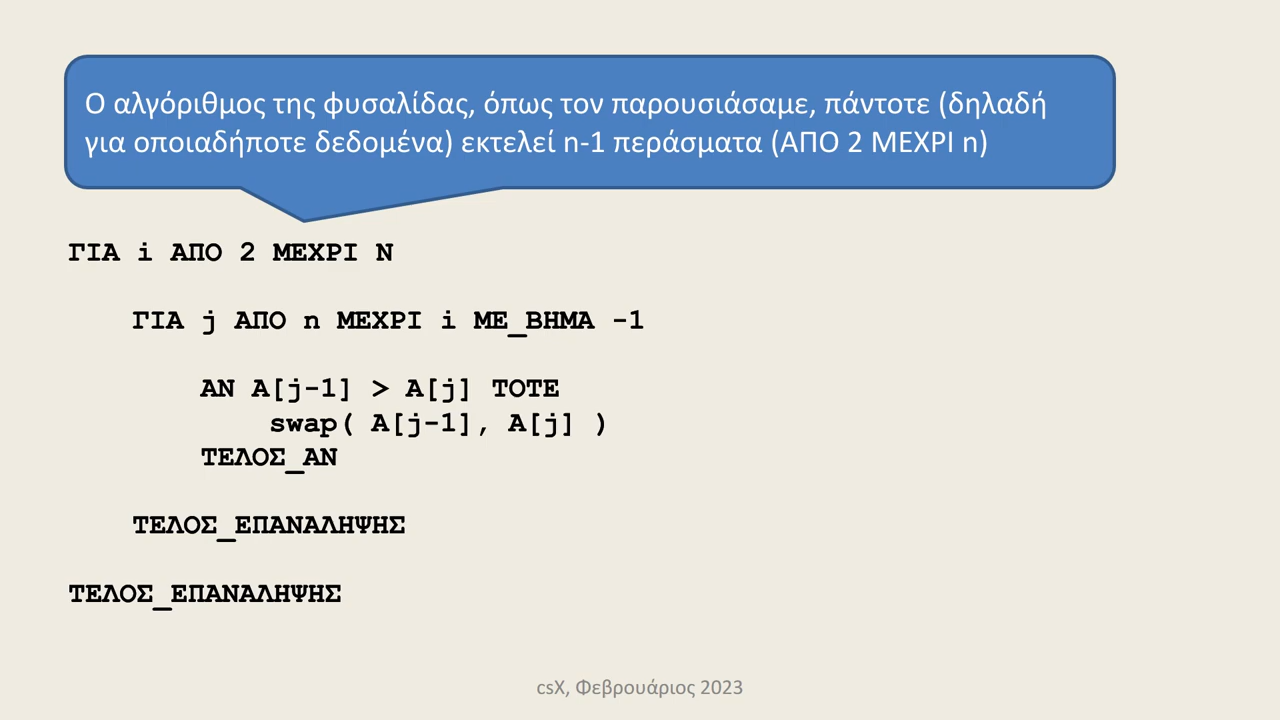 Ο αλγόριθμος της φυσαλίδας, όπως τον παρουσιάσαμε, πάντοτε (δηλαδή
για οποιαδήποτε δεδομένα) εκτελεί n-1 περάσματα (ΑΠΟ 2 ΜΕΧΡΙ n)
ΓΙΑ i ΑΠΟ 2 ΜΕΧΡΙ N
ΓΙΑ j ΑΠΟ n ΜΕΧΡΙ i ΜΕ_ΒΗΜΑ -1
ΑΝ A[j-1] > A[j] ΤΟΤΕ
swap( A[j-1], A[j] )
ΤΕΛΟΣ_ΑΝ
ΤΕΛΟΣ_ΕΠΑΝΑΛΗΨΗΣ
ΤΕΛΟΣ_ΕΠΑΝΑΛΗΨΗΣ
csX, Φεβρουάριος 2023